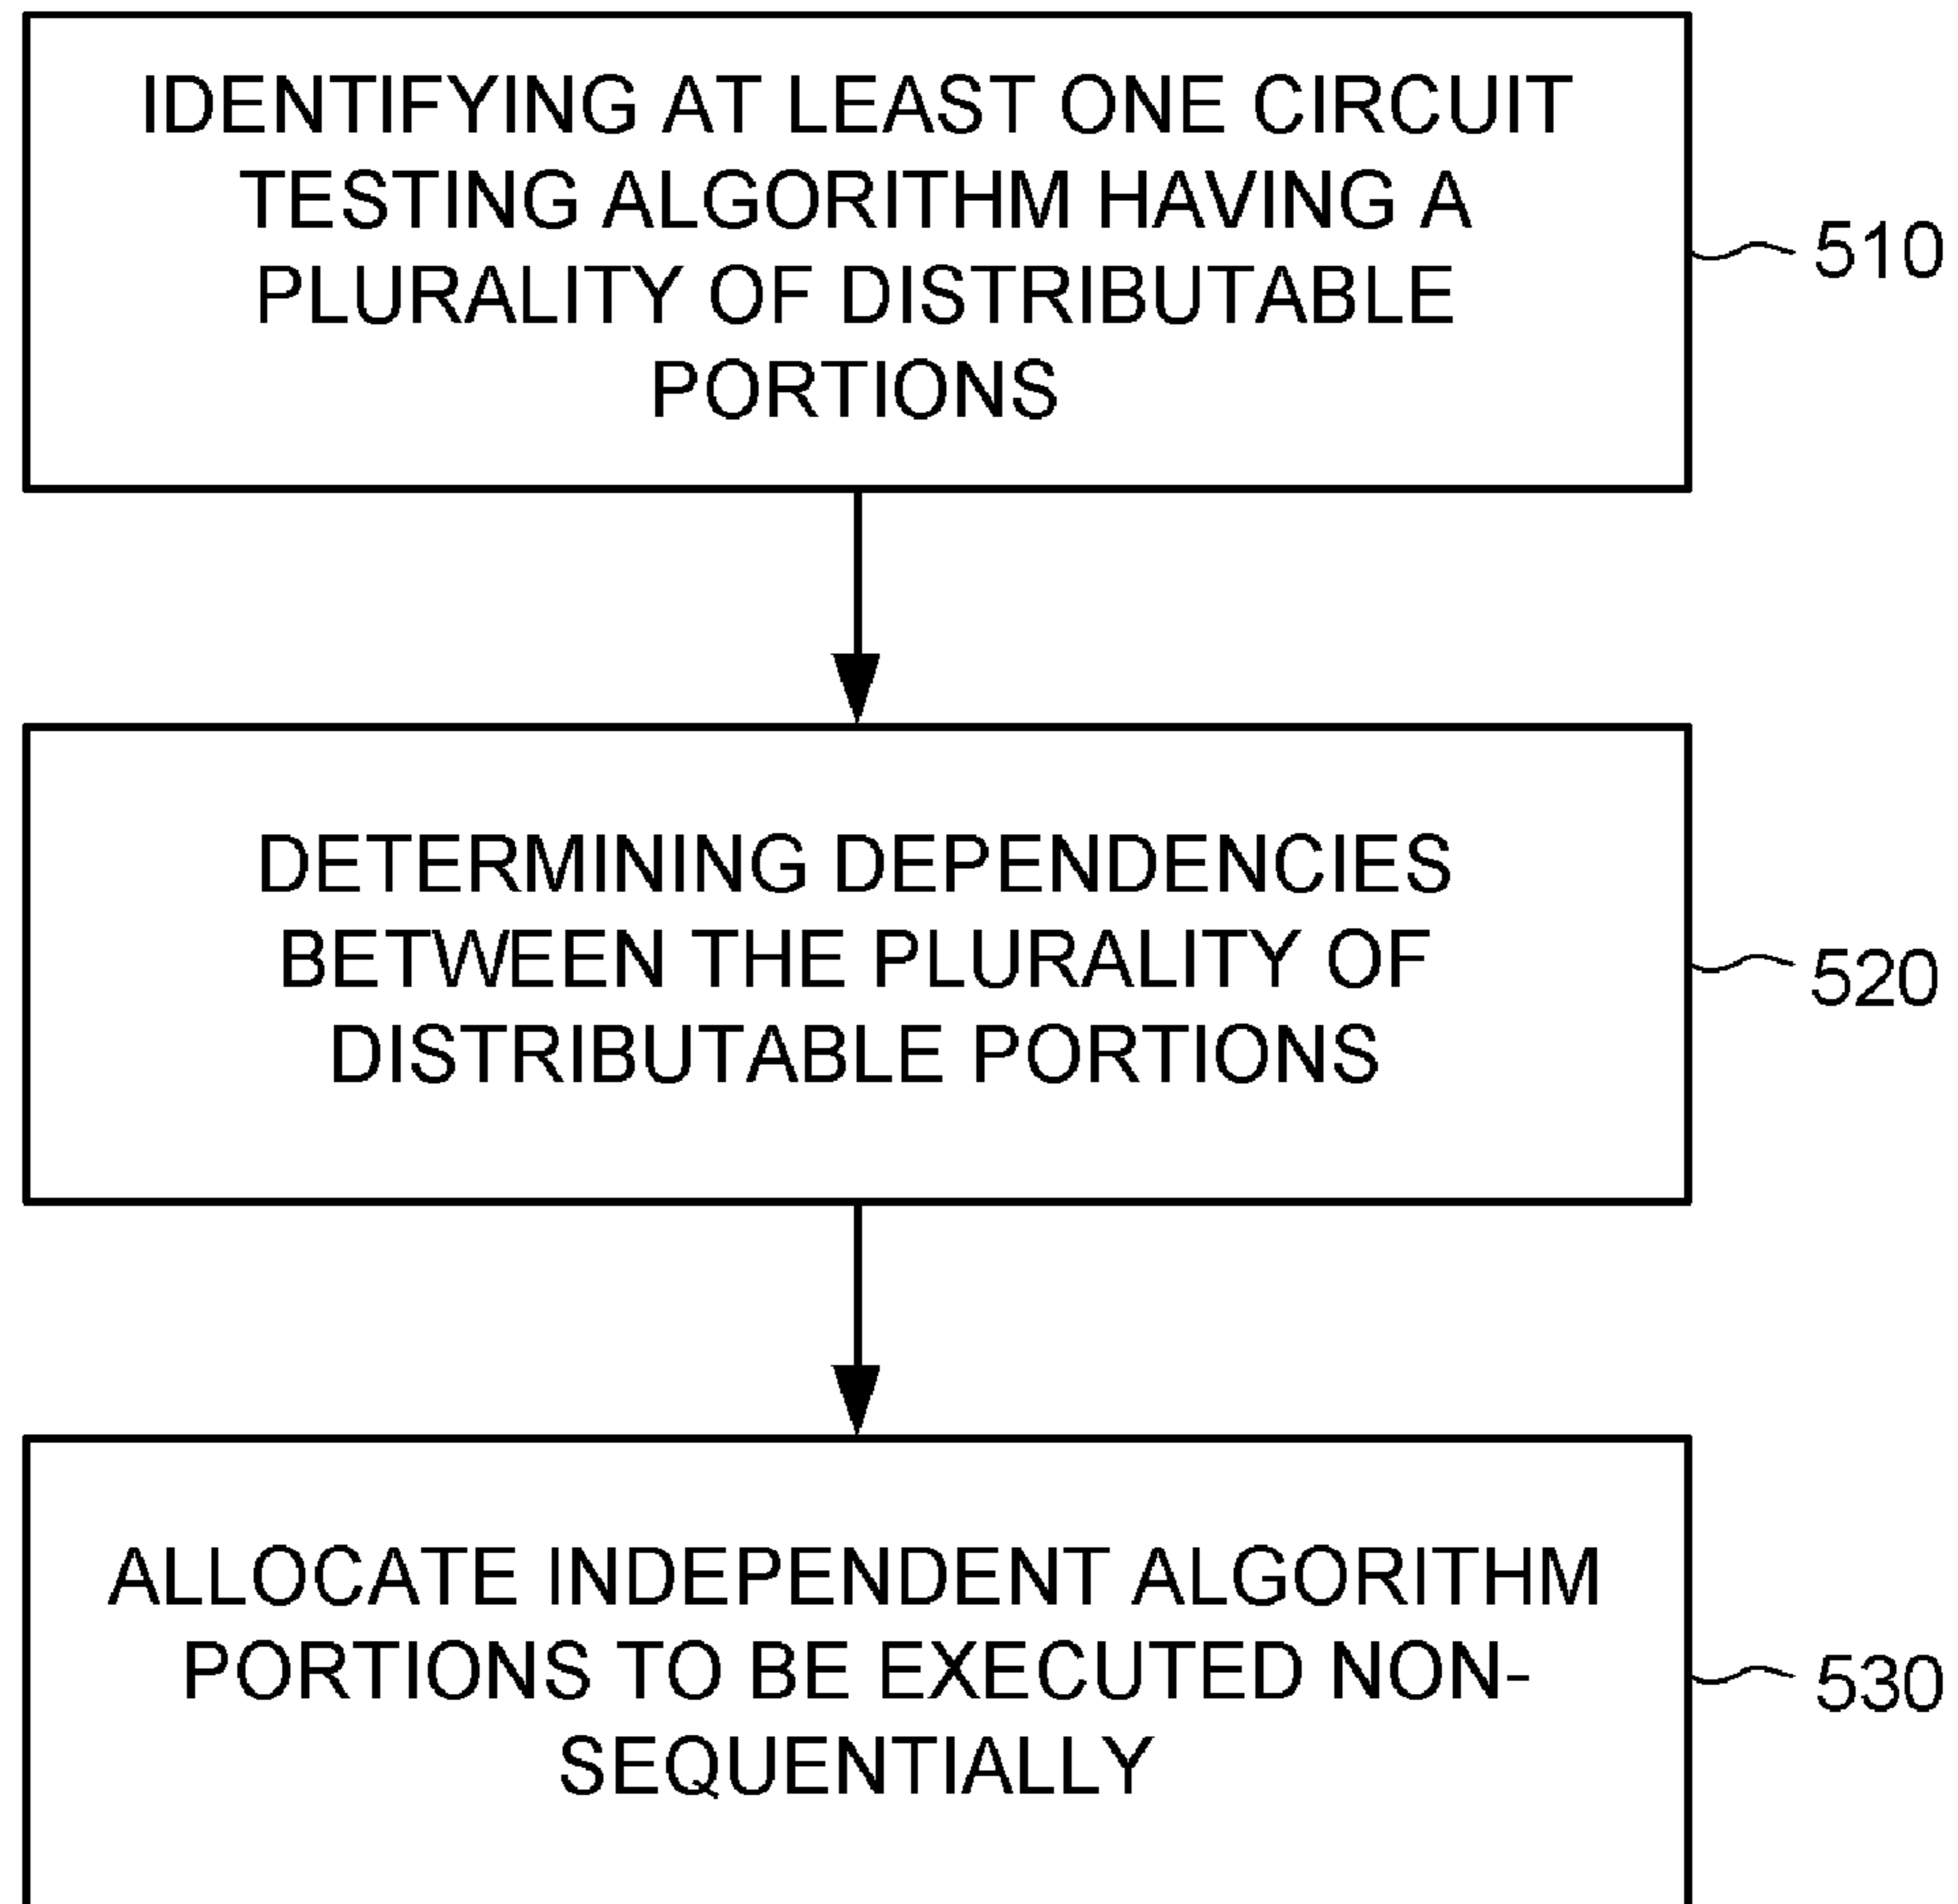 IDENTIFYING AT LEAST ONE CIRCUIT
TESTING ALGORITHM HAVING A
PLURALITY OF DISTRIBUTABLE
PORTIONS
510
DETERMINING DEPENDENCIES
BETWEEN THE PLURALITY OF
DISTRIBUTABLE PORTIONS
520
ALLOCATE INDEPENDENT ALGORITHM
PORTIONS TO BE EXECUTED NON-
SEQUENTIALLY
530